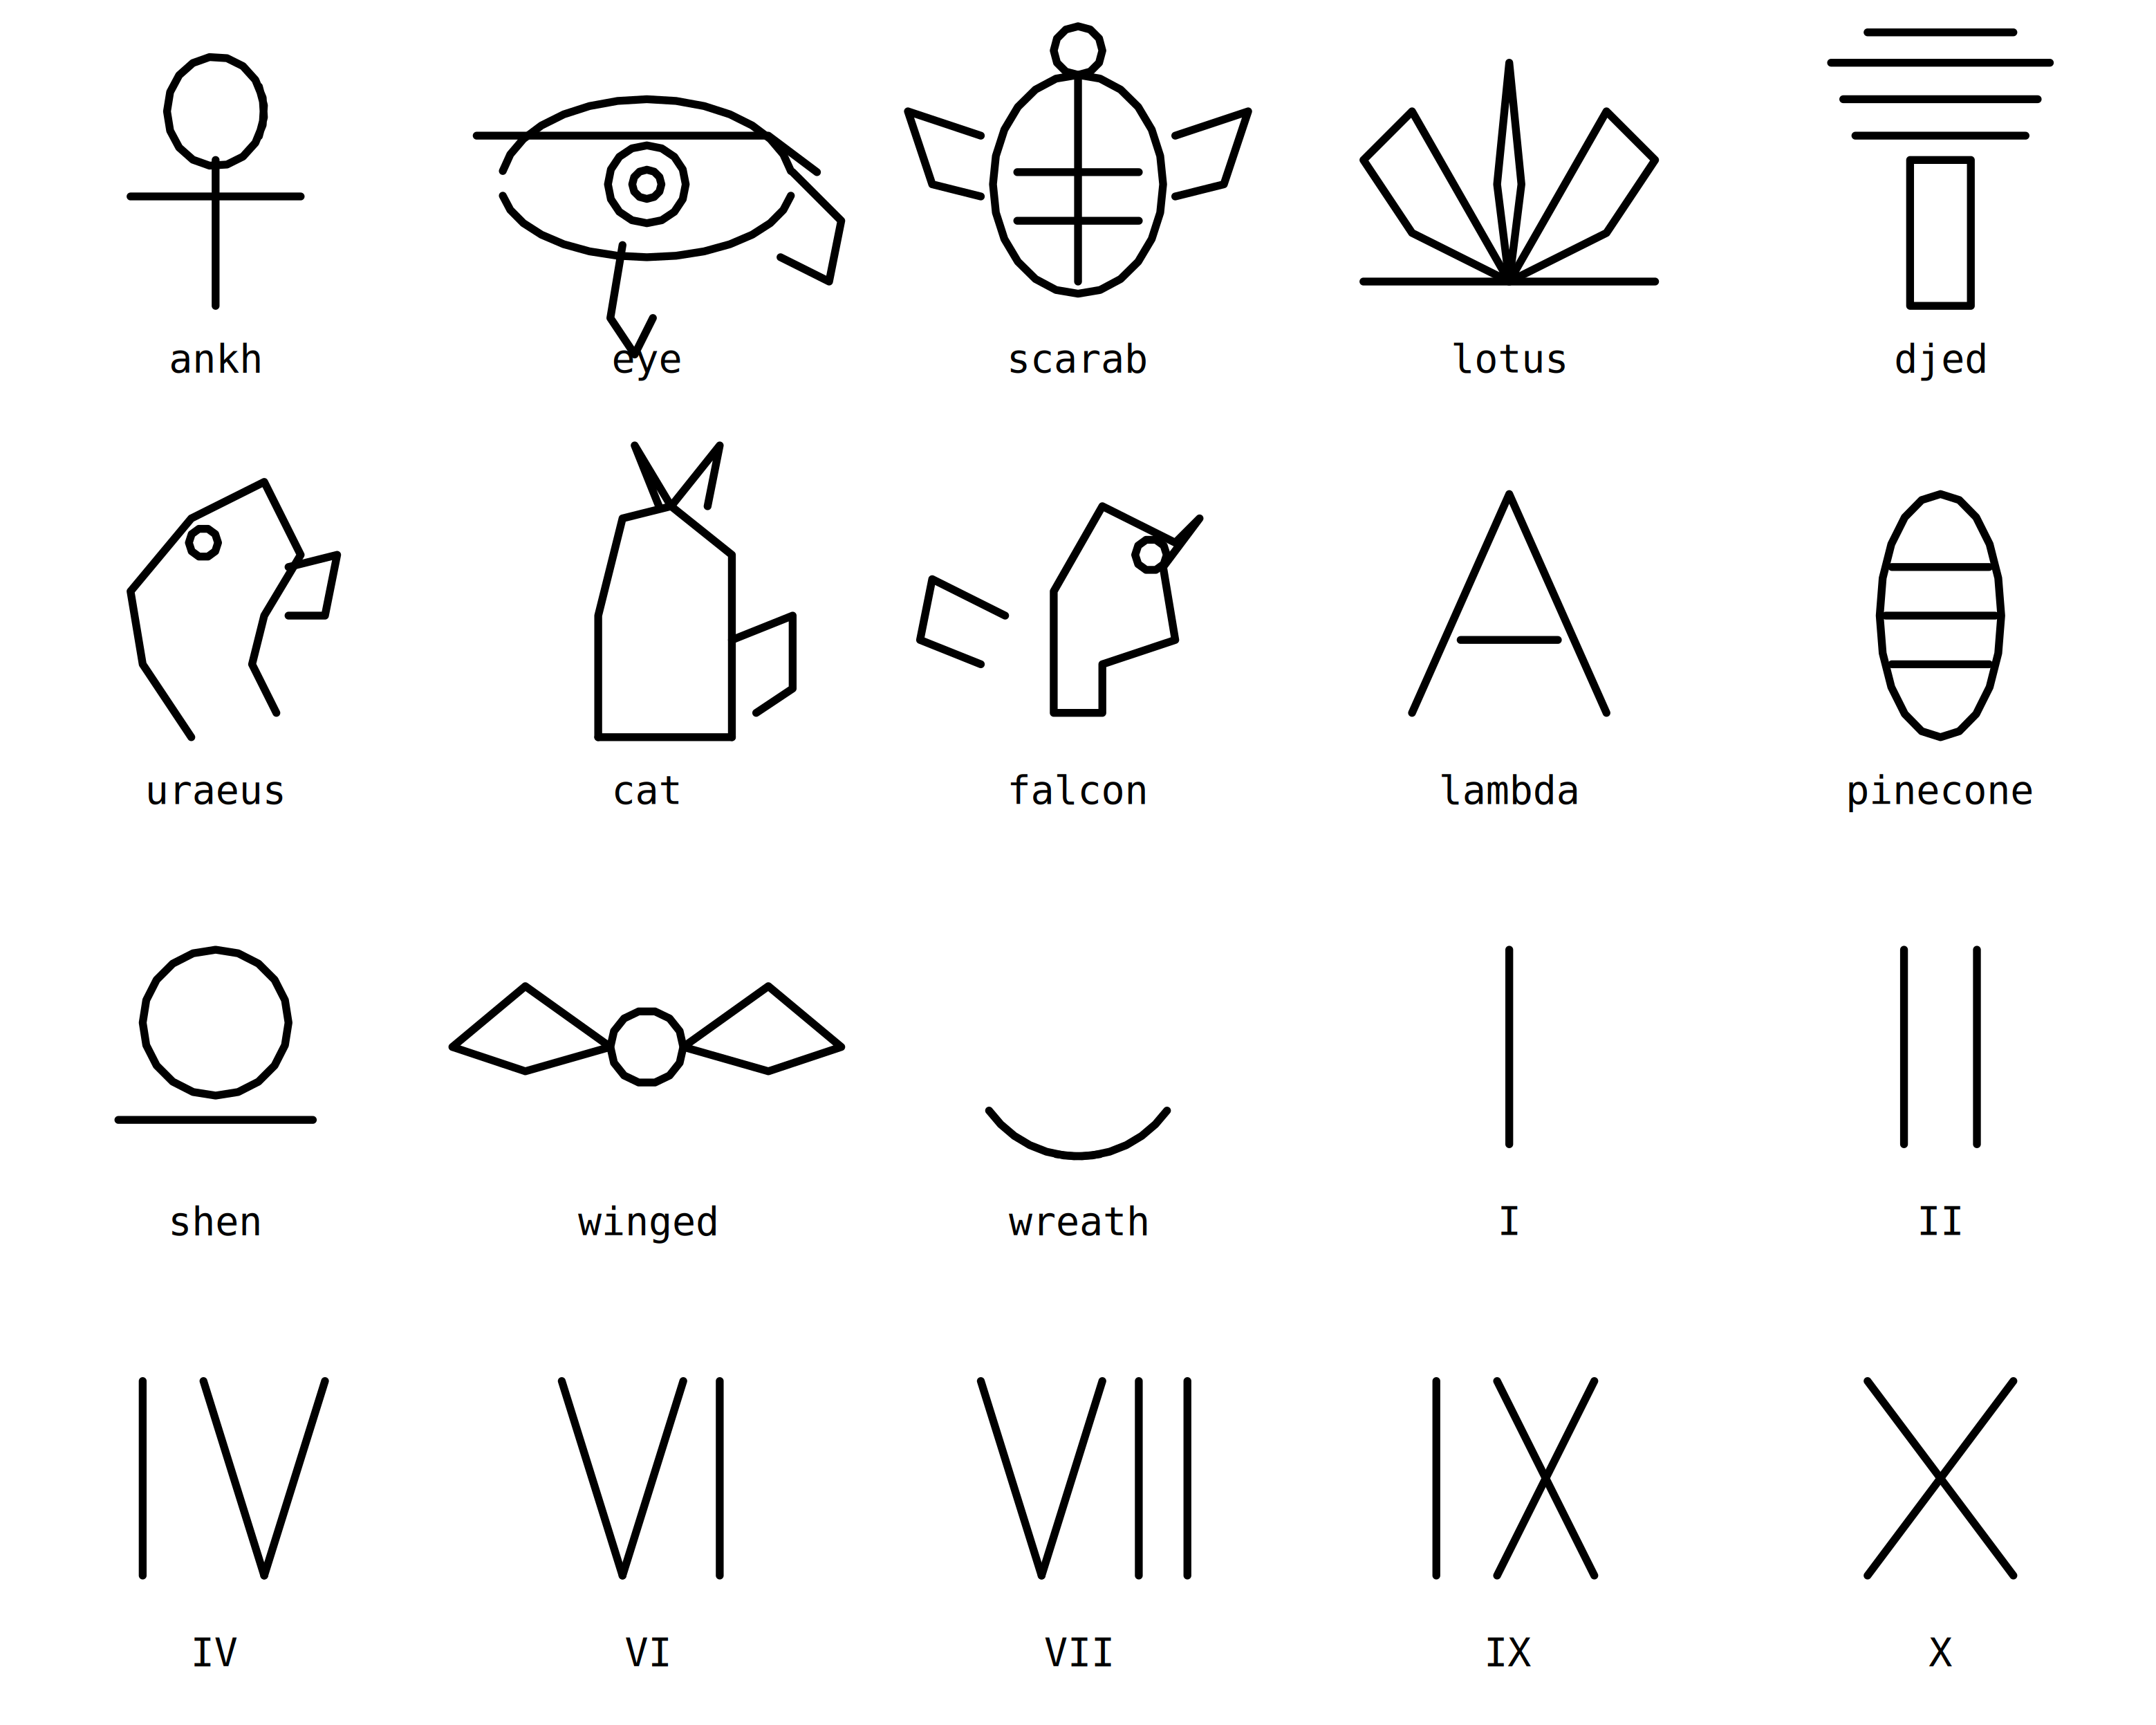 ankh eye scarab lotus djed
uraeus cat falcon lambda pinecone
shen winged wreath I II
IV VI VII IX X